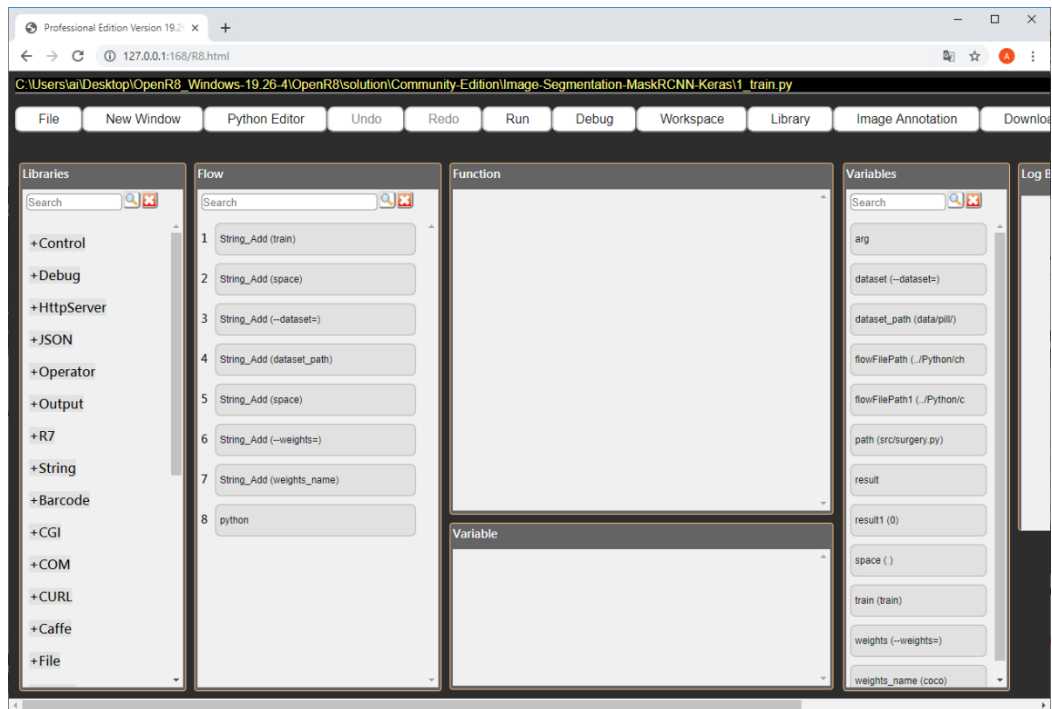 Professional Edition Version 19.2
127.0.0.1:168/R8.html
A
C:\Users\ai\Desktop\OpenR8_Windows-19.26-4\OpenR8\solution\Community-Edition\Image-Segmentation-MaskRCNN-Keras\1_train.py
File New Window Python Editor Undo Redo Run Debug Workspace Library Image Annotation Downloa
Libraries
Search
+Control
+Debug
+HttpServer
+JSON
+Operator
+Output
+R7
+String
+Barcode
+CGI
+COM
+CURL
+Caffe
+File
Flow
Search
1 String_Add (train)
2 String_Add (space)
3 String_Add (--dataset=)
4 String_Add (dataset_path)
5 String_Add (space)
6 String_Add (--weights=)
7 String_Add (weights_name)
8 python
Function
Variable
Variables
Search
arg
dataset (--dataset=)
dataset_path (data/pill/)
flowFilePath (../Python/ch
flowFilePath1 (../Python/c
path (src/surgery.py)
result
result1 (0)
space ( )
train (train)
weights (--weights=)
weights_name (coco)
Log B